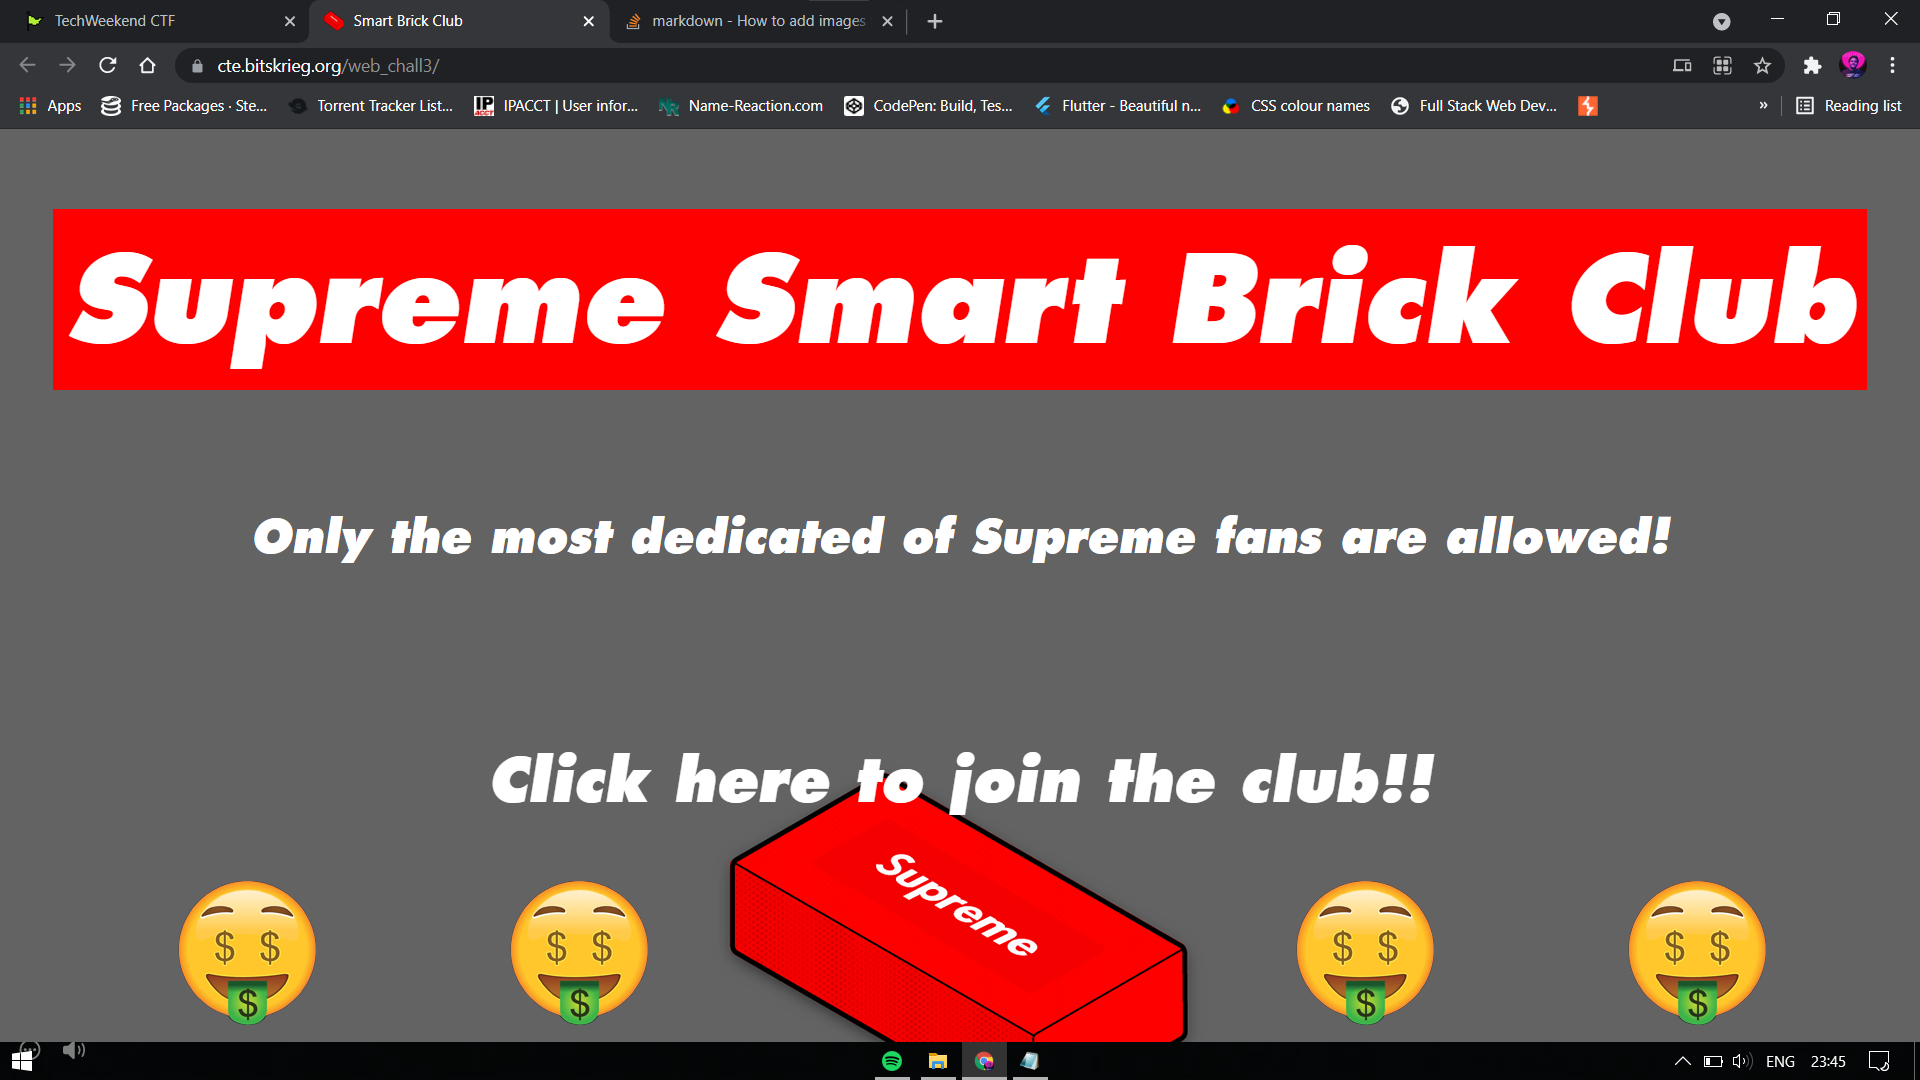 TechWeekend CTF
Smart Brick Club
markdown - How to add images
cte.bitskrieg.org/web_chall3/
Apps
Free Packages · Ste...
Torrent Tracker List...
IP ACCT
IPACCT | User infor...
NR
Name-Reaction.com
CodePen: Build, Tes...
Flutter - Beautiful n...
CSS colour names
Full Stack Web Dev...
»
Reading list
Supreme Smart Brick Club
Only the most dedicated of Supreme fans are allowed!
Click here to join the club!!
Supreme
$ $ $
$ $ $
$ $ $
$ $ $
ENG
23:45